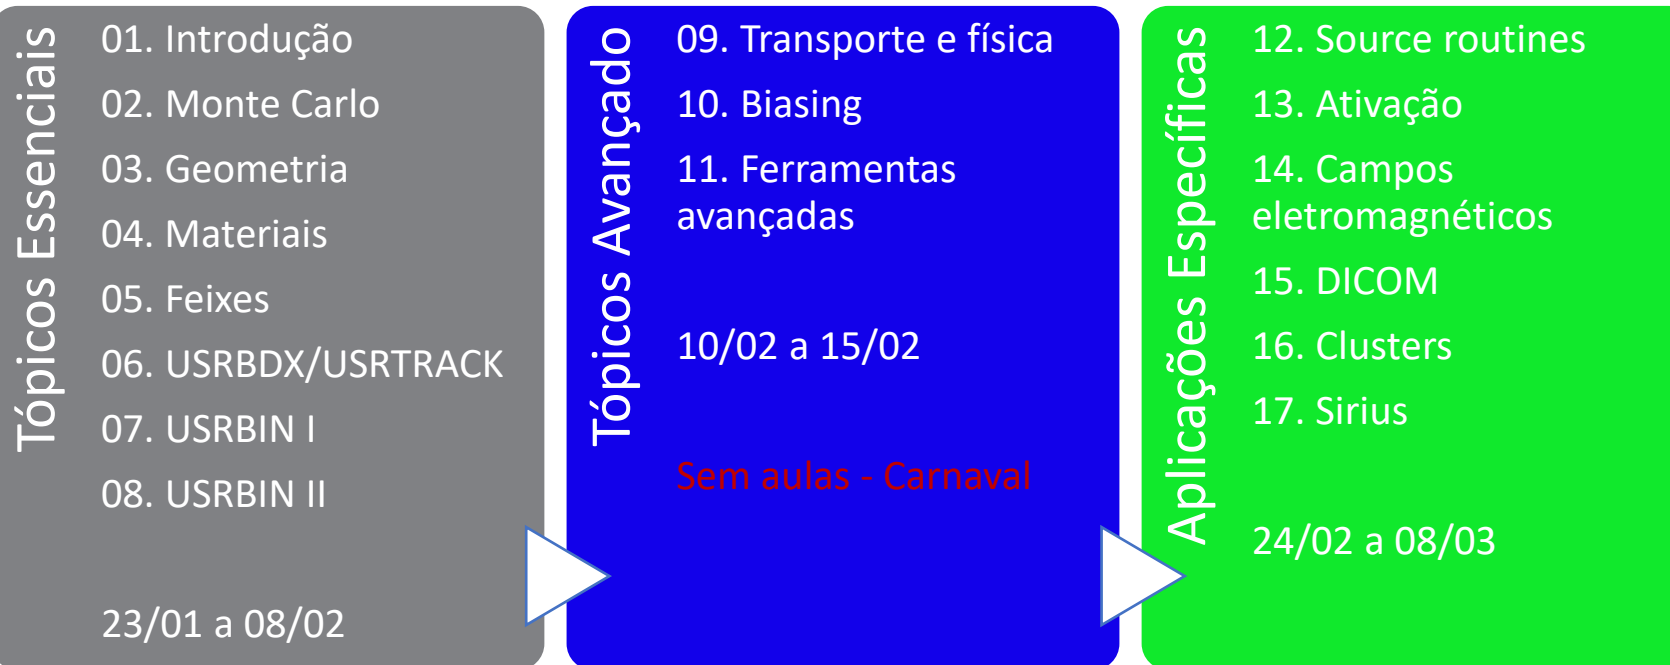 Tópicos Essenciais
01. Introdução
02. Monte Carlo
03. Geometria
04. Materiais
05. Feixes
06. USRBDX/USRTRACK
07. USRBIN I
08. USRBIN II
23/01 a 08/02
Tópicos Avançado
09. Transporte e física
10. Biasing
11. Ferramentas
avançadas
10/02 a 15/02
Sem aulas - Carnaval
Aplicações Específicas
12. Source routines
13. Ativação
14. Campos
eletromagnéticos
15. DICOM
16. Clusters
17. Sirius
24/02 a 08/03